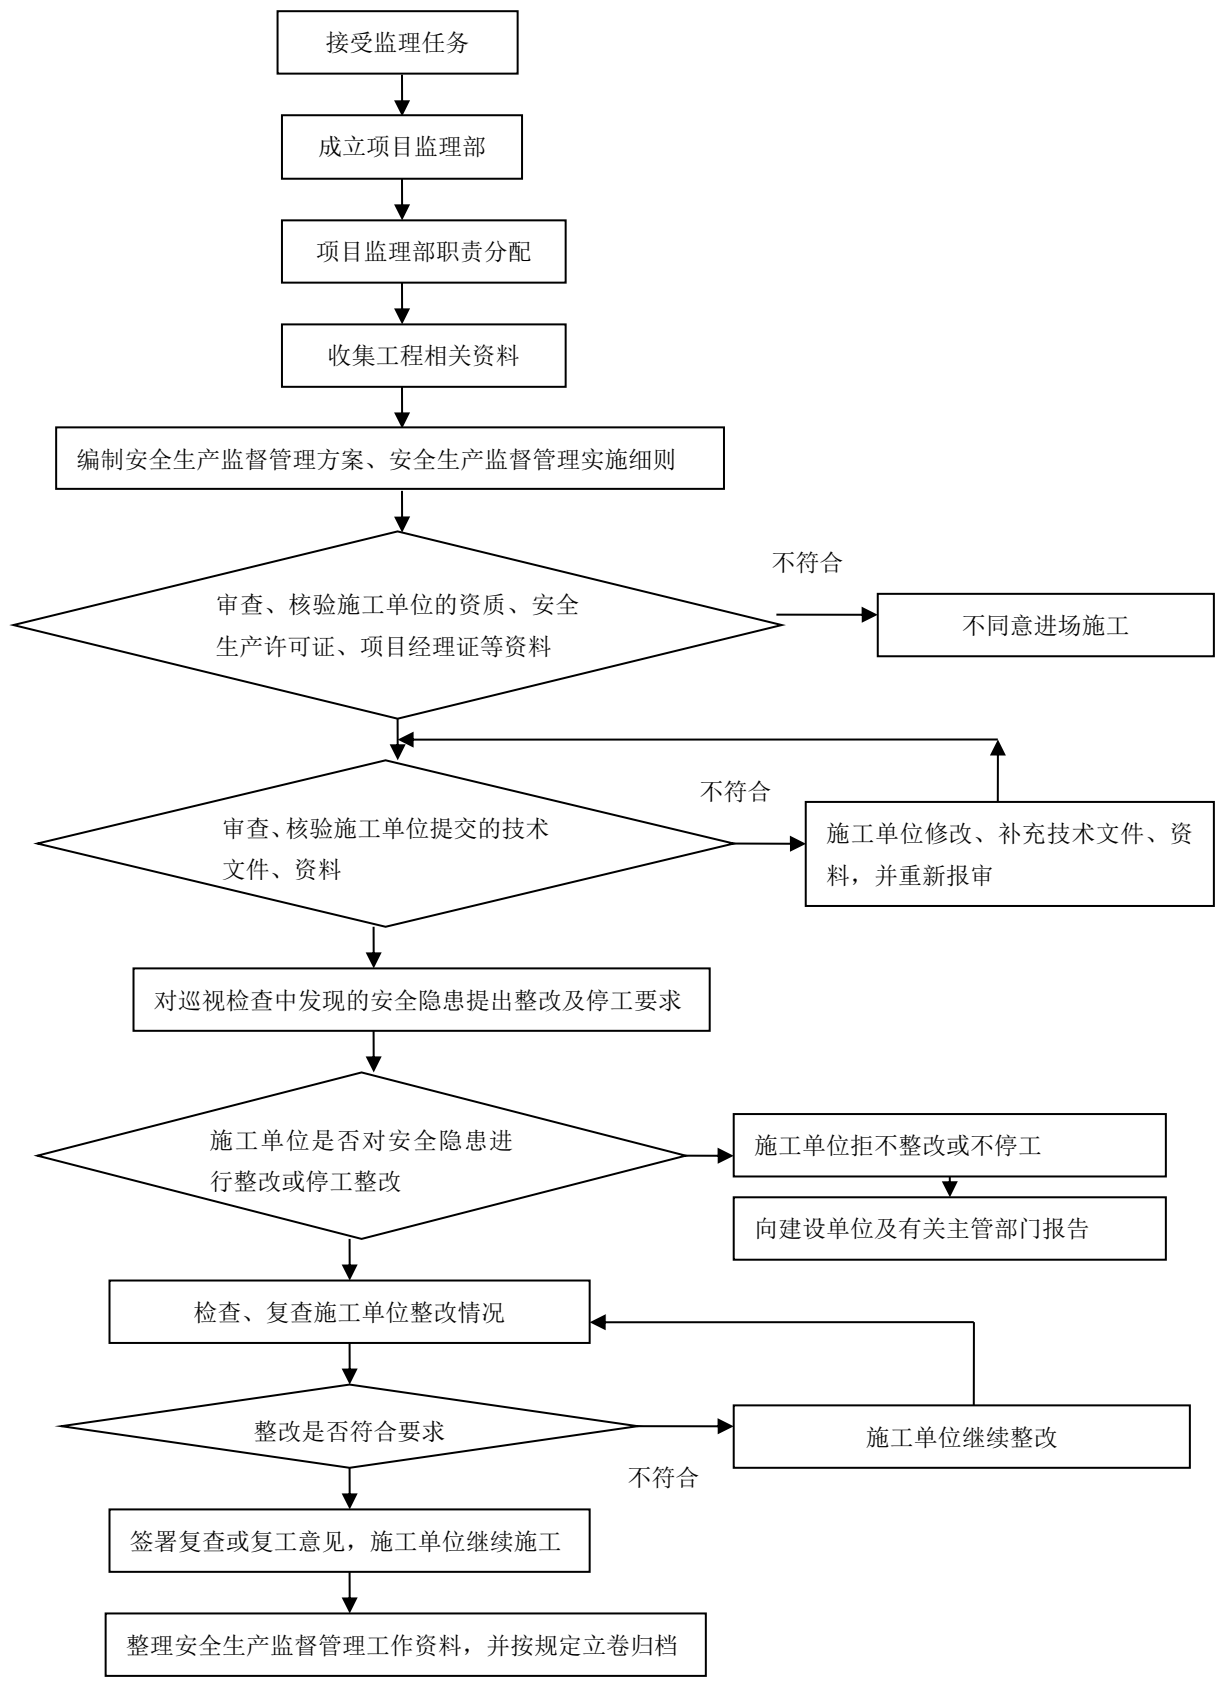 接受监理任务
成立项目监理部
项目监理部职责分配
收集工程相关资料
编制安全生产监督管理方案、安全生产监督管理实施细则
不符合
审查、核验施工单位的资质、安全
生产许可证、项目经理证等资料
不同意进场施工
不符合
审查、核验施工单位提交的技术
文件、资料
施工单位修改、补充技术文件、资
料，并重新报审
对巡视检查中发现的安全隐患提出整改及停工要求
施工单位是否对安全隐患进
行整改或停工整改
施工单位拒不整改或不停工
向建设单位及有关主管部门报告
检查、复查施工单位整改情况
整改是否符合要求
施工单位继续整改
不符合
签署复查或复工意见，施工单位继续施工
整理安全生产监督管理工作资料，并按规定立卷归档